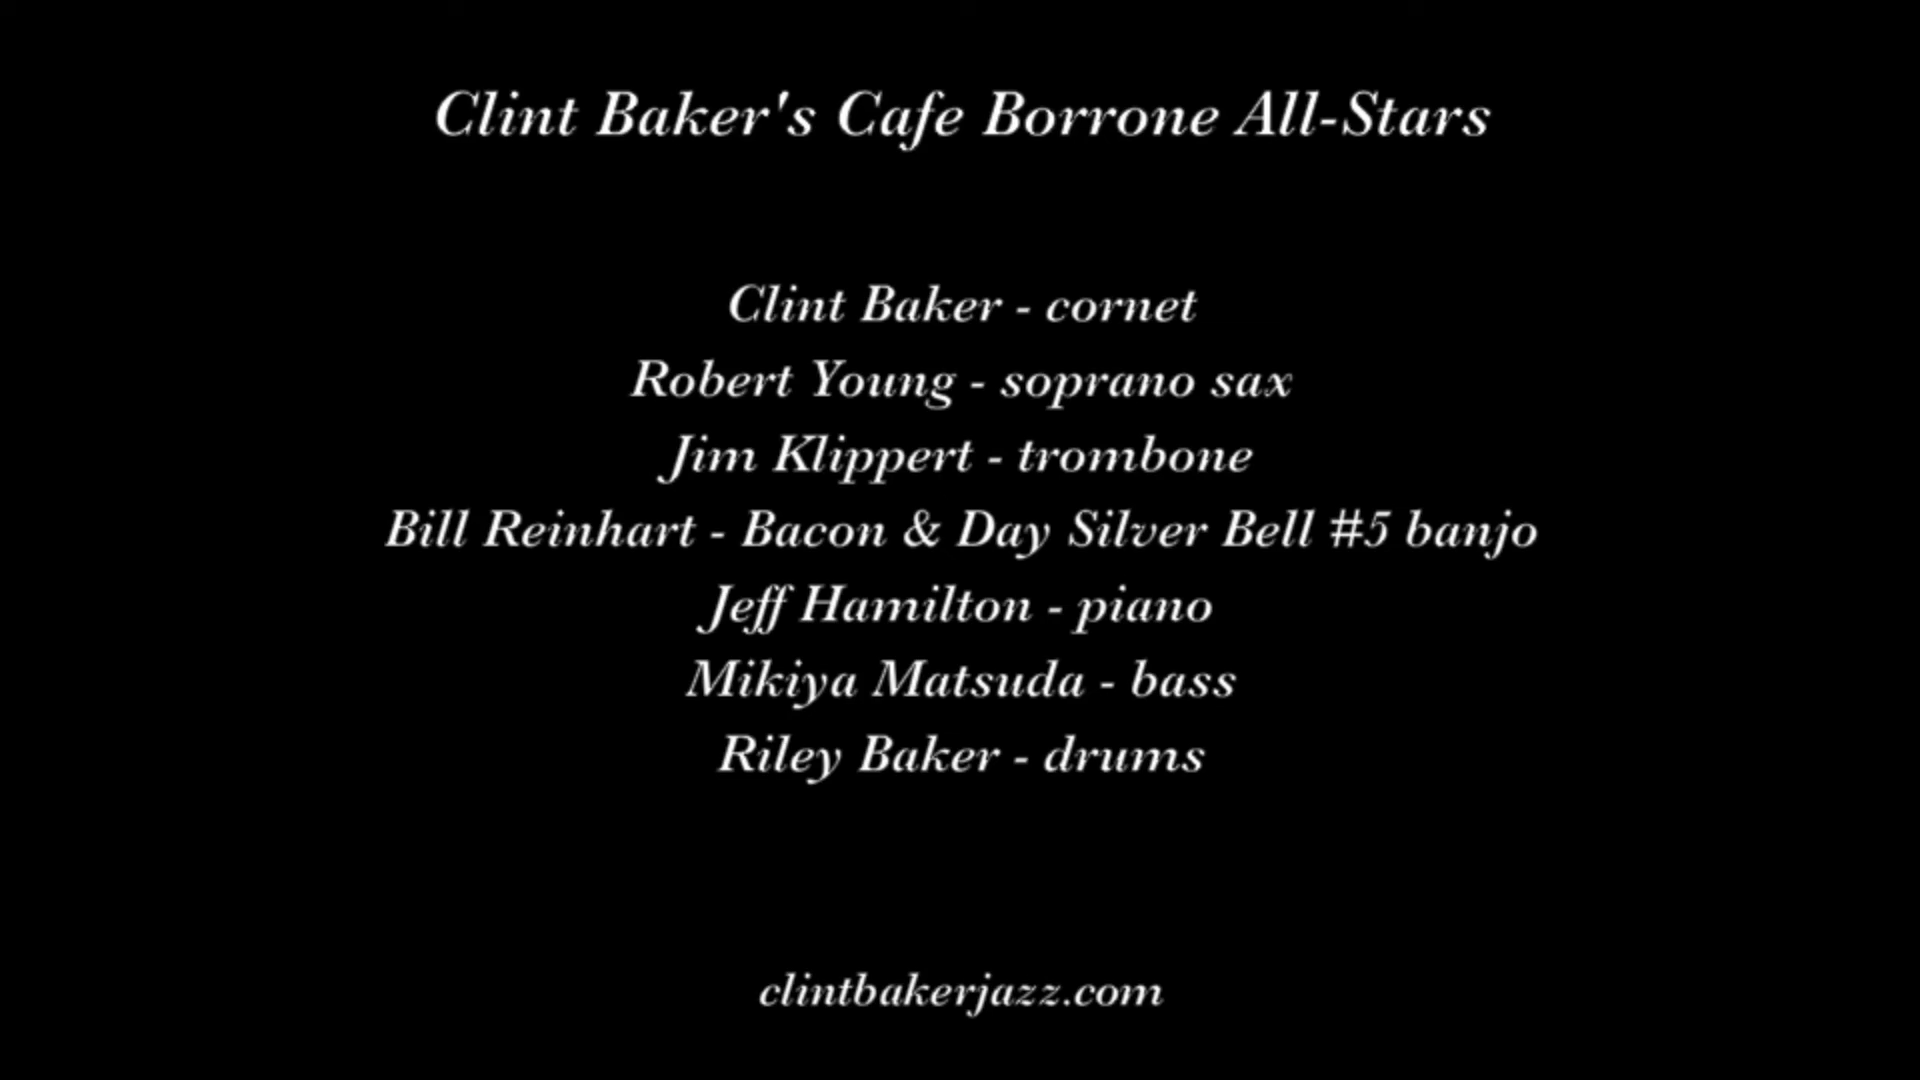 Clint Baker's Cafe Borrone All-Stars
Clint Baker - cornet
Robert Young - soprano sax
Jim Klippert - trombone
Bill Reinhart - Bacon & Day Silver Bell #5 banjo
Jeff Hamilton - piano
Mikiya Matsuda - bass
Riley Baker - drums
clintbakerjazz.com